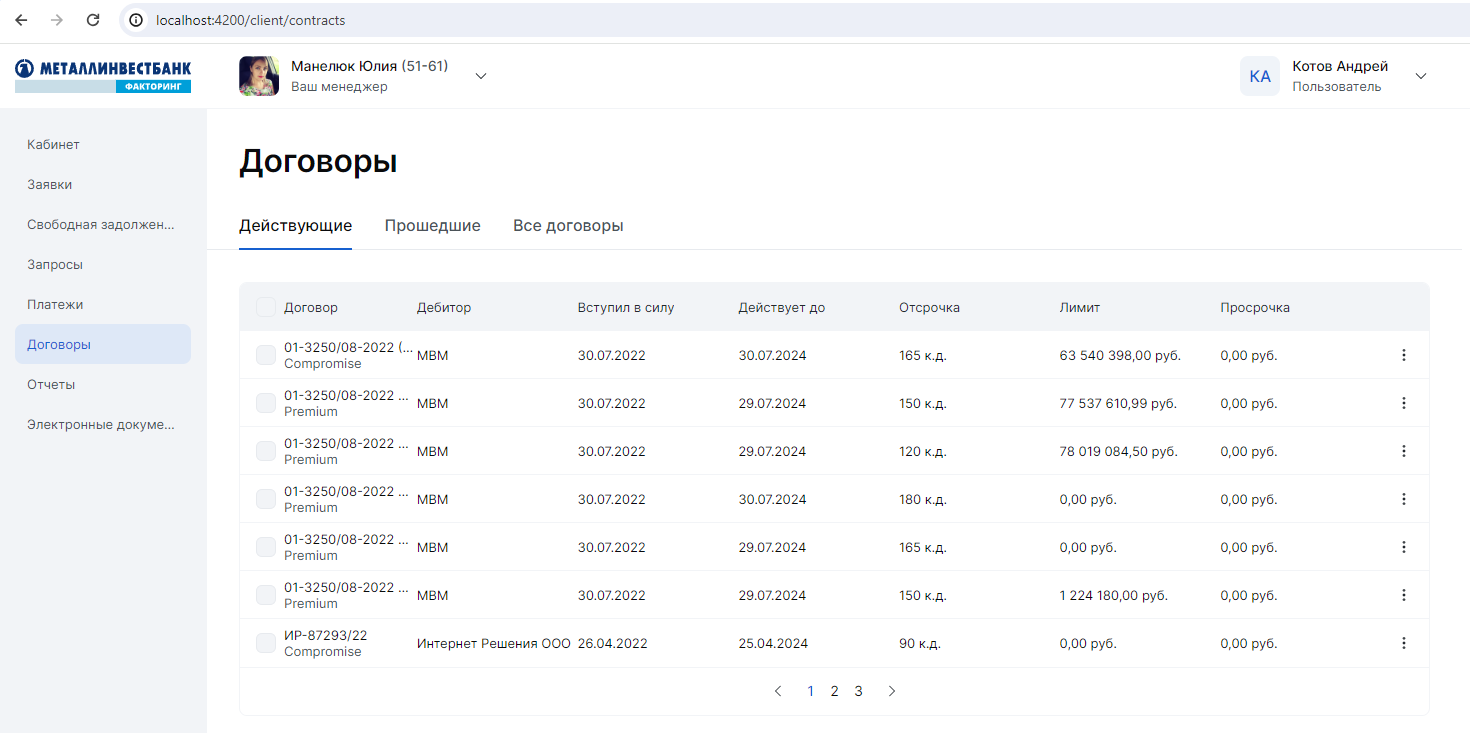 localhost:4200/client/contracts
МЕТАЛЛИНВЕСТБАНК
ФАКТОРИНГ
Манелюк Юлия (51-61)
Ваш менеджер
КА
Котов Андрей
Пользователь
Кабинет
Заявки
Свободная задолжен...
Запросы
Платежи
Договоры
Отчеты
Электронные докуме...
Договоры
Действующие Прошедшие Все договоры
Договор Дебитор Вступил в силу Действует до Отсрочка Лимит Просрочка
01-3250/08-2022 (... МВМ 30.07.2022 30.07.2024 165 к.д. 63 540 398,00 руб. 0,00 руб.
Compromise
01-3250/08-2022 ... МВМ 30.07.2022 29.07.2024 150 к.д. 77 537 610,99 руб. 0,00 руб.
Premium
01-3250/08-2022 ... МВМ 30.07.2022 29.07.2024 120 к.д. 78 019 084,50 руб. 0,00 руб.
Premium
01-3250/08-2022 ... МВМ 30.07.2022 30.07.2024 180 к.д. 0,00 руб. 0,00 руб.
Premium
01-3250/08-2022 ... МВМ 30.07.2022 29.07.2024 165 к.д. 0,00 руб. 0,00 руб.
Premium
01-3250/08-2022 ... МВМ 30.07.2022 29.07.2024 150 к.д. 1 224 180,00 руб. 0,00 руб.
Premium
ИР-87293/22 Интернет Решения ООО 26.04.2022 25.04.2024 90 к.д. 0,00 руб. 0,00 руб.
Compromise
1 2 3